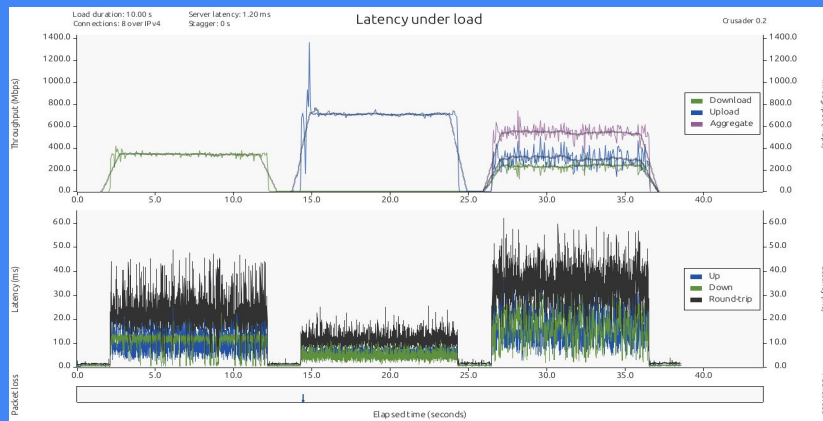 Load duration: 10.00 s
Server latency: 1.20 ms
Connections: 8 over IPv4
Stagger: 0 s
Latency under load
Crusader 0.2
Throughput (Mbps)
1400.0
1200.0
1000.0
800.0
600.0
400.0
200.0
0.0
1400.0
1200.0
1000.0
800.0
600.0
400.0
200.0
0.0
Download
Upload
Aggregate
0.0 5.0 10.0 15.0 20.0 25.0 30.0 35.0 40.0
Latency (ms)
60.0
50.0
40.0
30.0
20.0
10.0
0.0
60.0
50.0
40.0
30.0
20.0
10.0
0.0
Up
Down
Round-trip
0.0 5.0 10.0 15.0 20.0 25.0 30.0 35.0 40.0
Packet loss
Elapsed time (seconds)